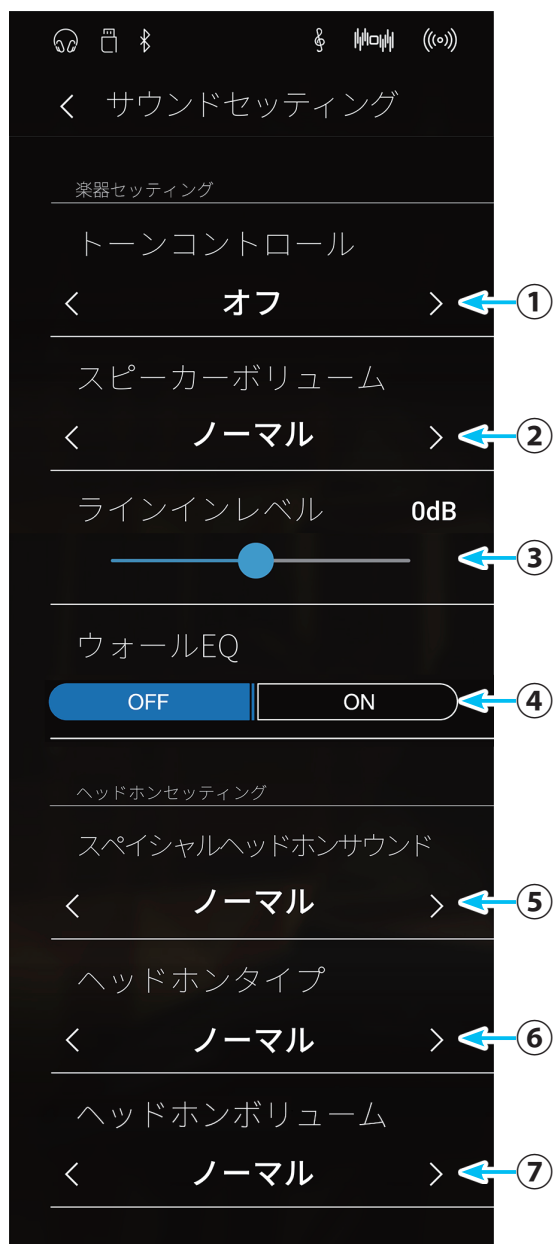 サウンドセッティング
楽器セッティング
トーンコントロール
オフ ①
スピーカーボリューム
ノーマル ②
ラインインレベル 0dB
③
ウォールEQ
OFF ON ④
ヘッドホンセッティング
スペイシャルヘッドホンサウンド
ノーマル ⑤
ヘッドホンタイプ
ノーマル ⑥
ヘッドホンボリューム
ノーマル ⑦